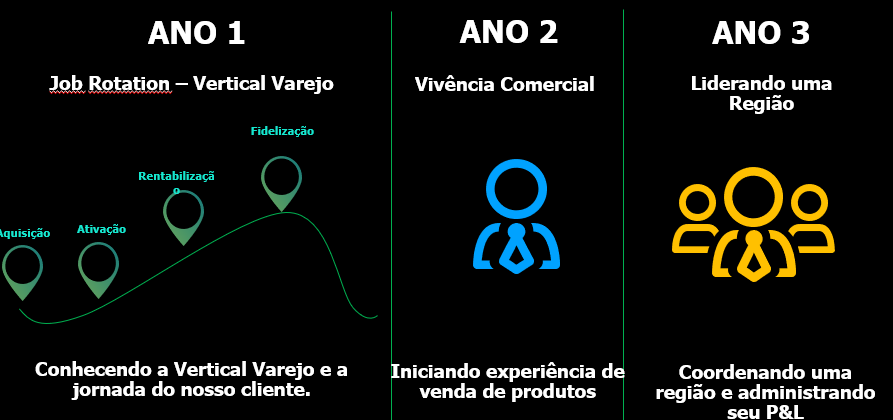 ANO 1
Job Rotation – Vertical Varejo
Fidelização
Rentabilizaçã
o
Ativação
Aquisição
Conhecendo a Vertical Varejo e a
jornada do nosso cliente.
ANO 2
Vivência Comercial
Iniciando experiência de
venda de produtos
ANO 3
Liderando uma
Região
Coordenando uma
região e administrando
seu P&L